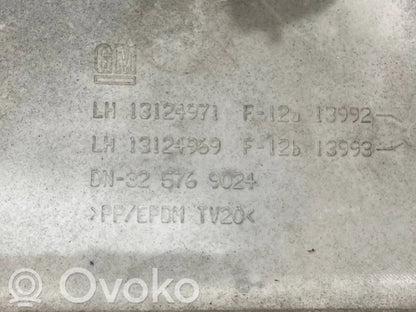 GM
LH 13124971 F-12b 13992
LH 13124969 F-12b 13993
DN-32 576 9024
>PP/EPDM TV20<
Ovoko